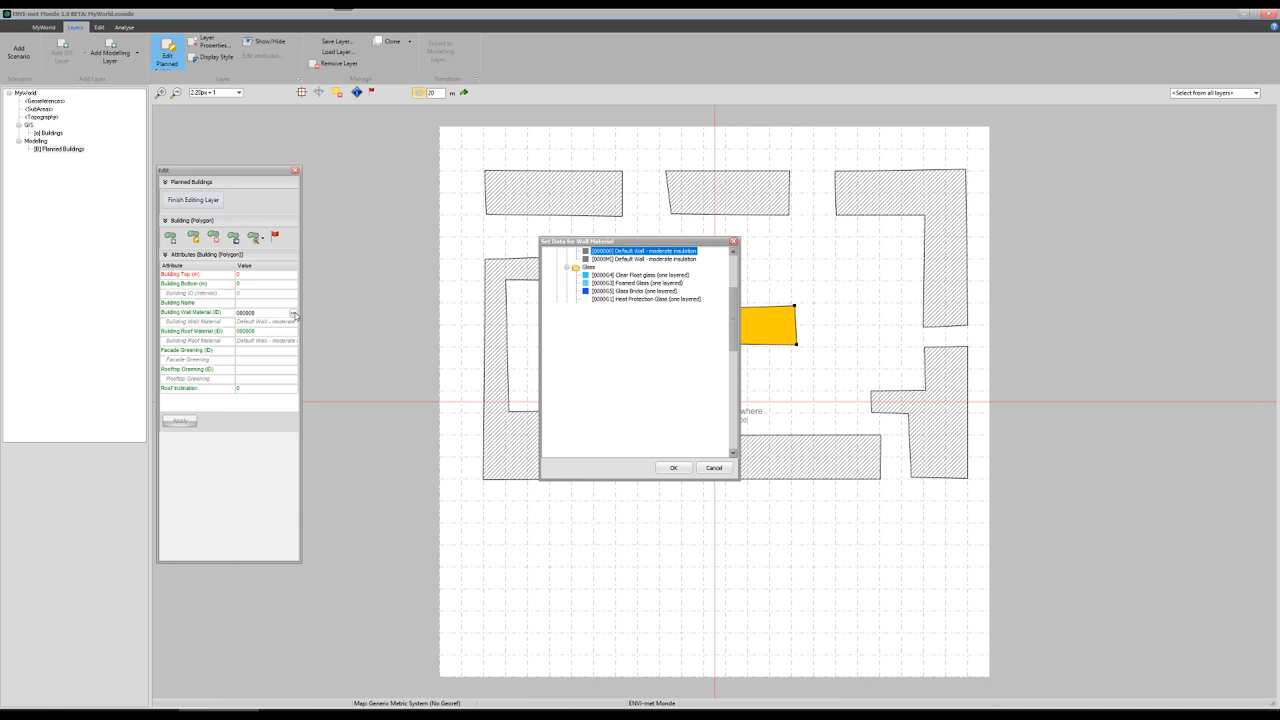 ENVI-met Monde 1.0 BETA: MyWorld.monde
MyWorld Layers Edit Analyse
Add Scenario
Add GIS Layer
Add Modelling Layer
Edit Planned
Layer Properties...
Display Style
Show/Hide
Edit attributes...
Save Layer...
Load Layer...
Remove Layer
Clone
Export to Modelling Layer...
Scenarios Add Layer Layer Manage Transform
MyWorld
<Georeferences>
<SubAreas>
<Topography>
GIS
[o] Buildings
Modelling
[B] Planned Buildings
2.20px = 1
20 m
<Select from all layers>
Edit
Planned Buildings
Finish Editing Layer
Building (Polygon)
Attributes (Building (Polygon))
Attribute Value
Building Top (m) 0
Building Bottom (m) 0
Building ID (internal) 0
Building Name
Building Wall Material (ID) 000000
Building Wall Material Default Wall - moderate
Building Roof Material (ID) 000000
Building Roof Material Default Wall - moderate
Facade Greening (ID)
Facade Greening
Rooftop Greening (ID)
Rooftop Greening
Roof Inclination 0
Apply
Set Data for Wall Material
[000000] Default Wall - moderate insulation
[0000MI] Default Wall - moderate insulation
Glass
[0000G4] Clear Float glass (one layered)
[0000G3] Foamed Glass (one layered)
[0000G5] Glass Bricks (one layered)
[0000G1] Heat Protection Glass (one layered)
OK Cancel
where
Map: Generic Metric System (No Georef)
ENVI-met Monde